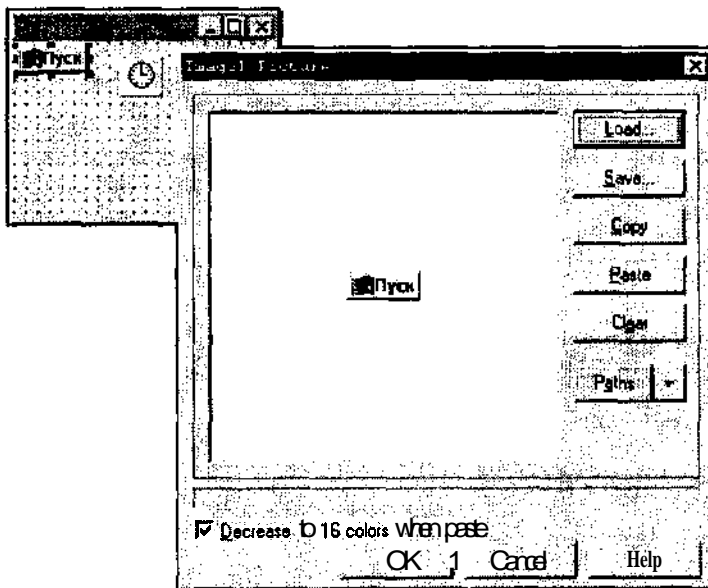 Пуск
Image1 Picture
Load...
Save...
Copy
Paste
Clear
Paths
Пуск
Decrease to 16 colors when paste
OK 1 Cancel Help